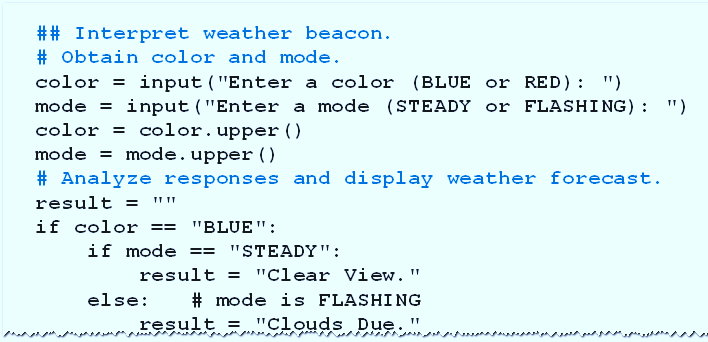 ## Interpret weather beacon.
# Obtain color and mode.
color = input("Enter a color (BLUE or RED): ")
mode = input("Enter a mode (STEADY or FLASHING): ")
color = color.upper()
mode = mode.upper()
# Analyze responses and display weather forecast.
result = ""
if color == "BLUE":
    if mode == "STEADY":
        result = "Clear View."
    else:   # mode is FLASHING
        result = "Clouds Due."